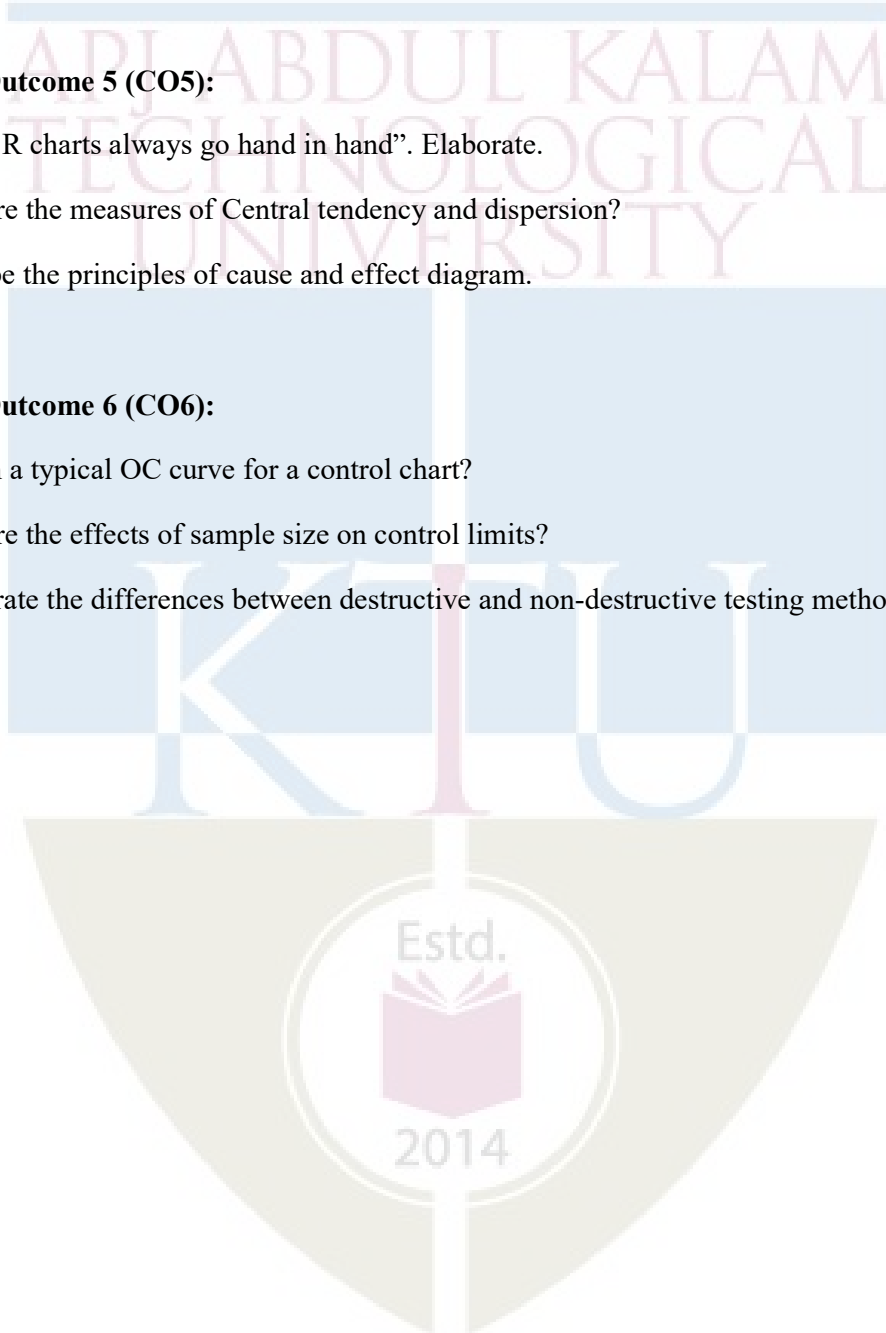 APJ ABDUL KALAM
TECHNOLOGICAL
UNIVERSITY
utcome 5 (CO5):
R charts always go hand in hand”. Elaborate.
re the measures of Central tendency and dispersion?
be the principles of cause and effect diagram.
utcome 6 (CO6):
a typical OC curve for a control chart?
re the effects of sample size on control limits?
rate the differences between destructive and non-destructive testing metho
KTU
Estd.
2014